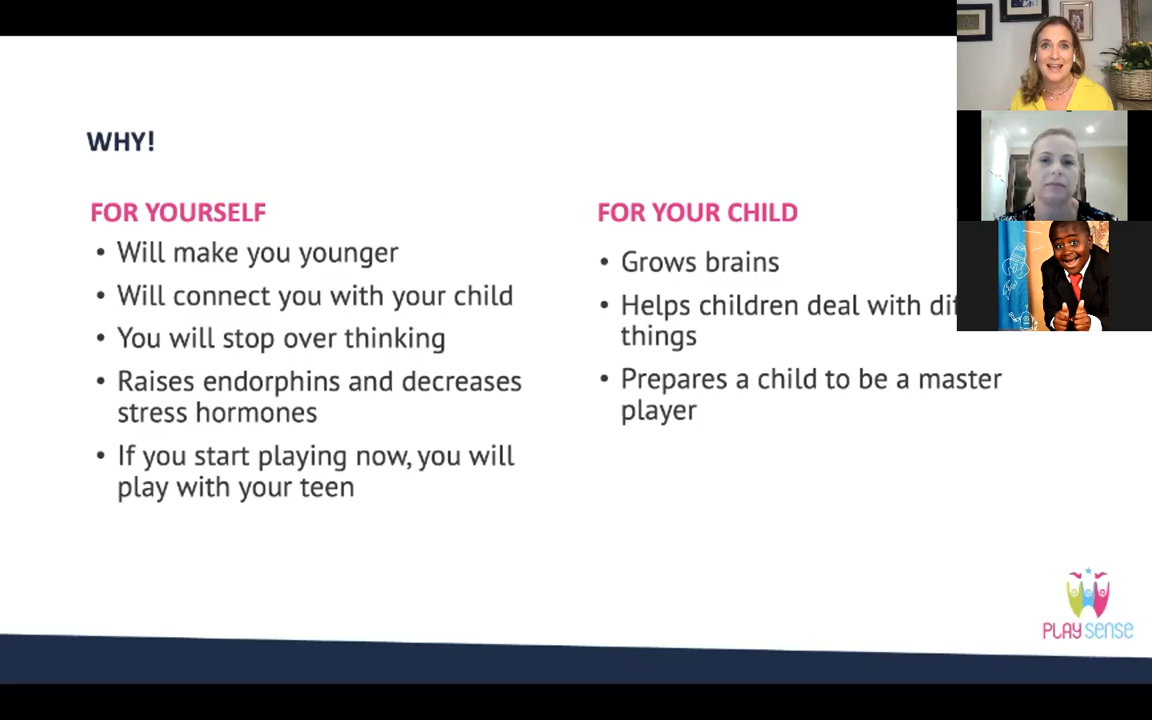 WHY!
FOR YOURSELF
• Will make you younger
• Will connect you with your child
• You will stop over thinking
• Raises endorphins and decreases
stress hormones
• If you start playing now, you will
play with your teen
FOR YOUR CHILD
• Grows brains
• Helps children deal with
things
• Prepares a child to be a master
player
PLAY SENSE